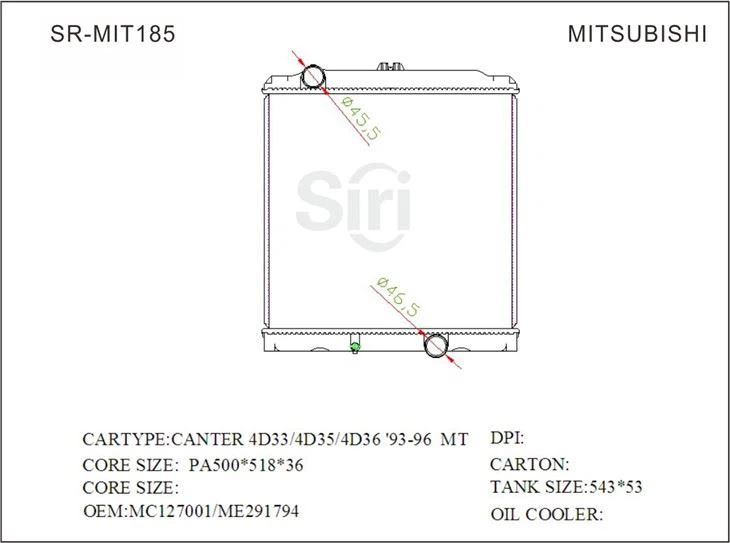 SR-MIT185 MITSUBISHI
Ø45,5
Siri
Ø46,5
CARTYPE:CANTER 4D33/4D35/4D36 '93-96 MT DPI:
CORE SIZE: PA500*518*36 CARTON:
CORE SIZE: TANK SIZE:543*53
OEM:MC127001/ME291794 OIL COOLER: